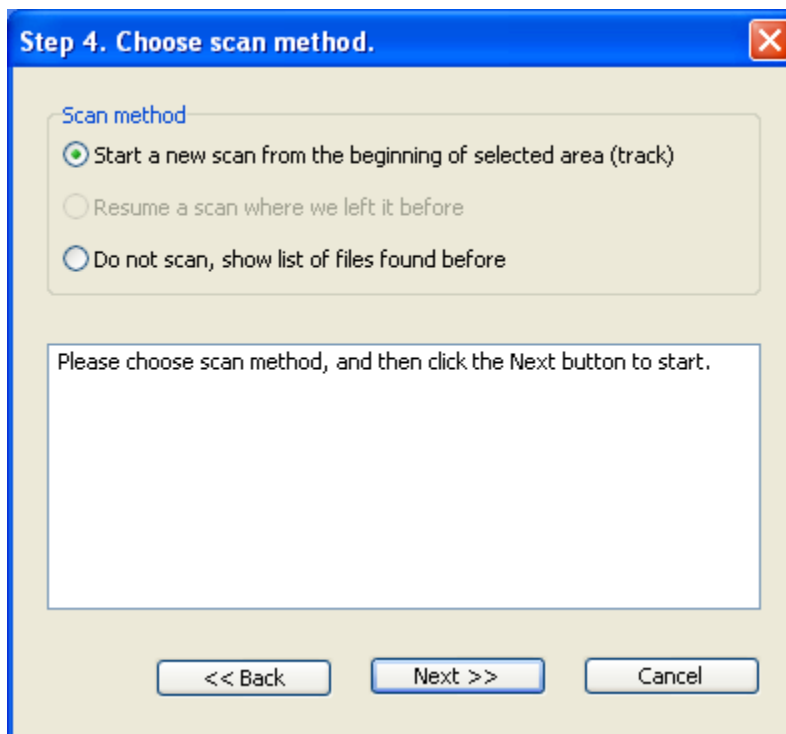 Step 4. Choose scan method.
Scan method
Start a new scan from the beginning of selected area (track)
Resume a scan where we left it before
Do not scan, show list of files found before
Please choose scan method, and then click the Next button to start.
<< Back
Next >>
Cancel